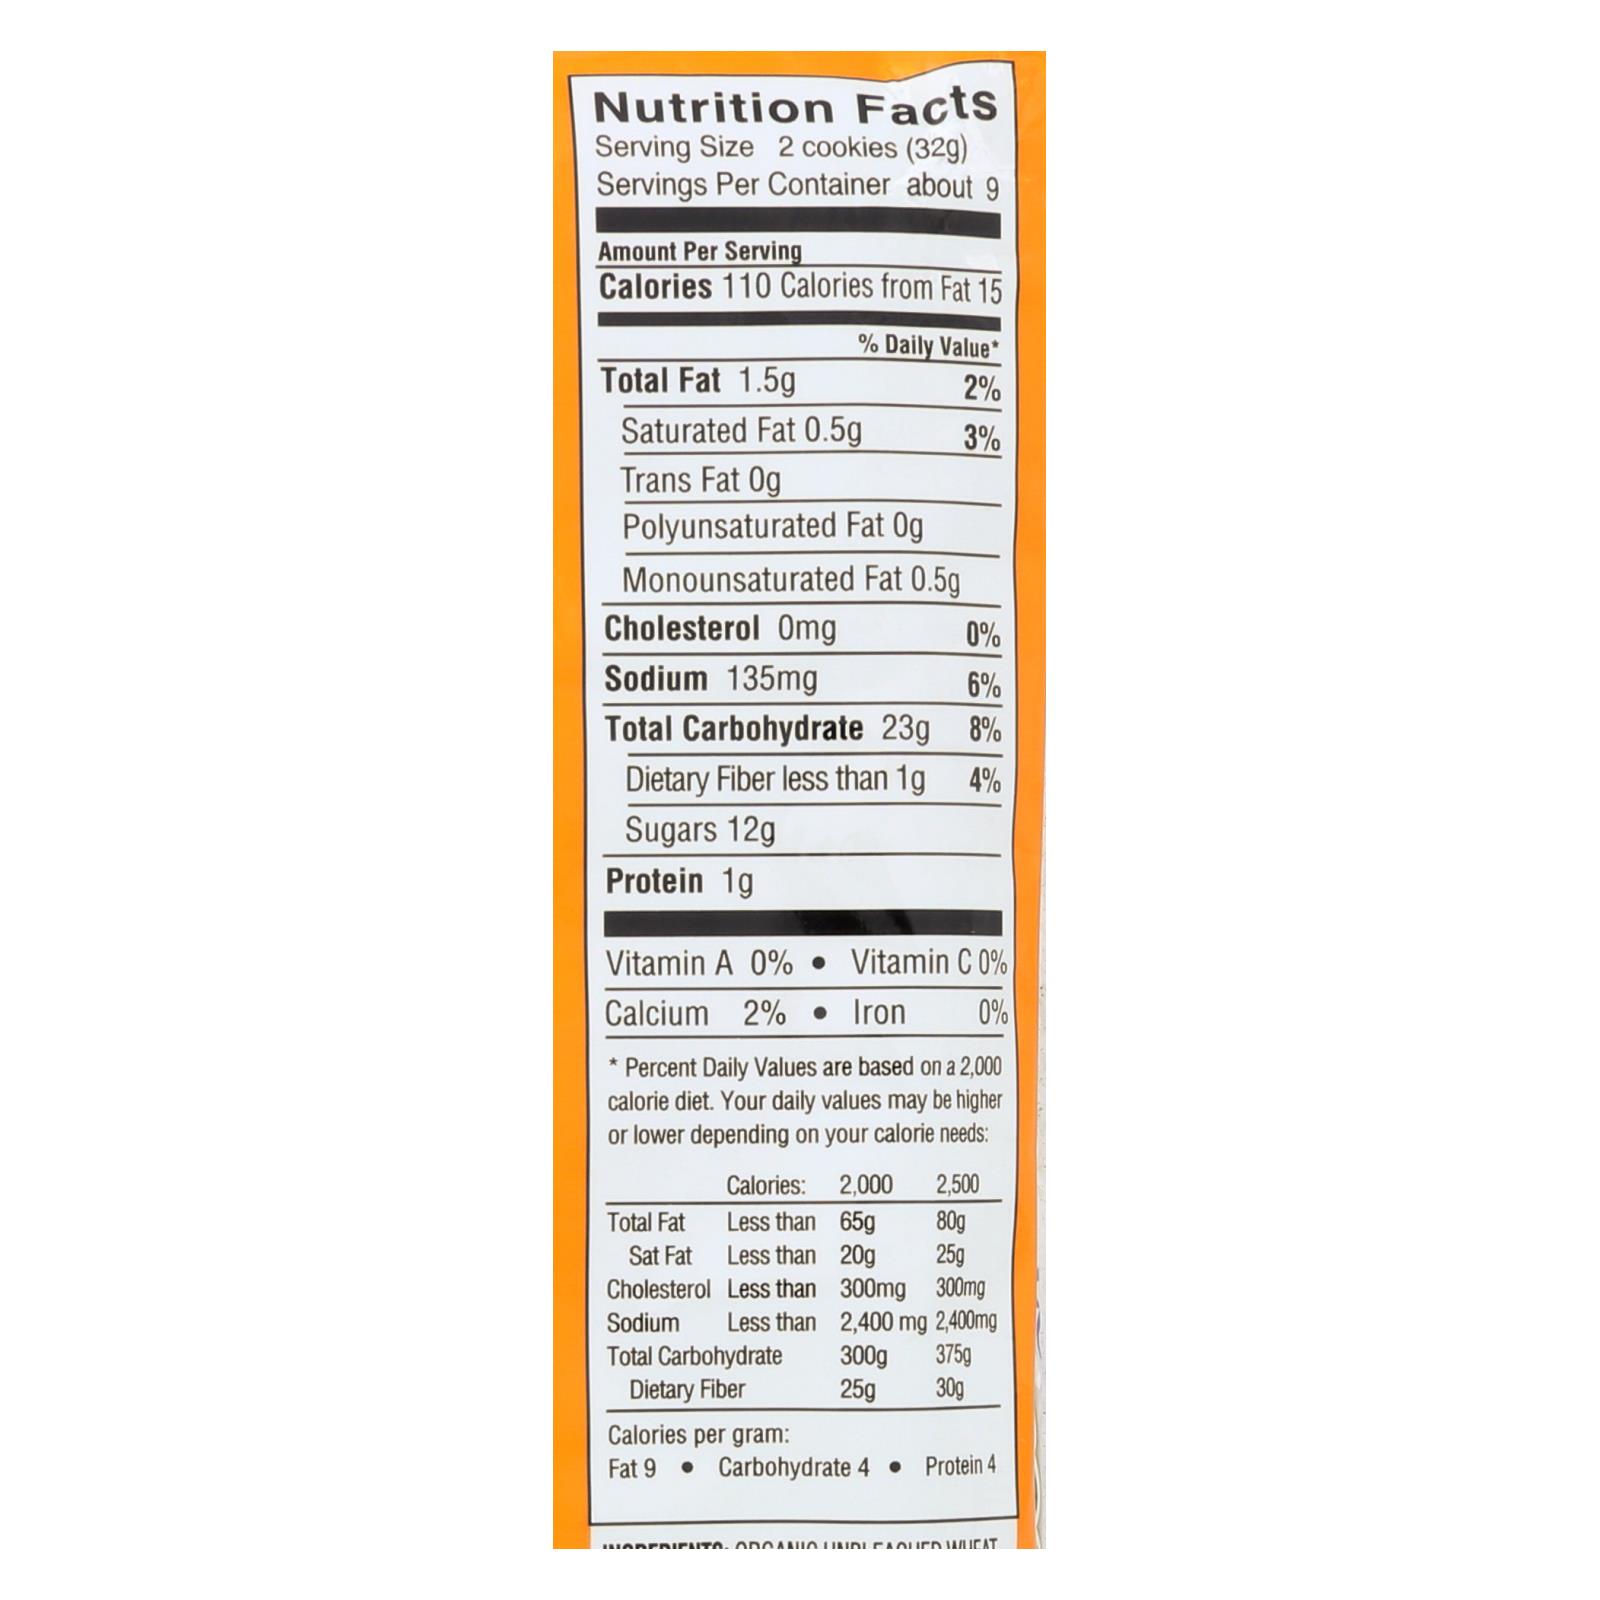 Nutrition Facts
Serving Size 2 cookies (32g)
Servings Per Container about 9
Amount Per Serving
Calories 110 Calories from Fat 15
% Daily Value*
Total Fat 1.5g 2%
Saturated Fat 0.5g 3%
Trans Fat 0g
Polyunsaturated Fat 0g
Monounsaturated Fat 0.5g
Cholesterol 0mg 0%
Sodium 135mg 6%
Total Carbohydrate 23g 8%
Dietary Fiber less than 1g 4%
Sugars 12g
Protein 1g
Vitamin A 0% • Vitamin C 0%
Calcium 2% • Iron 0%
* Percent Daily Values are based on a 2,000
calorie diet. Your daily values may be higher
or lower depending on your calorie needs:
Calories: 2,000 2,500
Total Fat Less than 65g 80g
Sat Fat Less than 20g 25g
Cholesterol Less than 300mg 300mg
Sodium Less than 2,400 mg 2,400mg
Total Carbohydrate 300g 375g
Dietary Fiber 25g 30g
Calories per gram:
Fat 9 • Carbohydrate 4 • Protein 4
INGREDIENTS: ORGANIC UNBLEACHED WHEAT